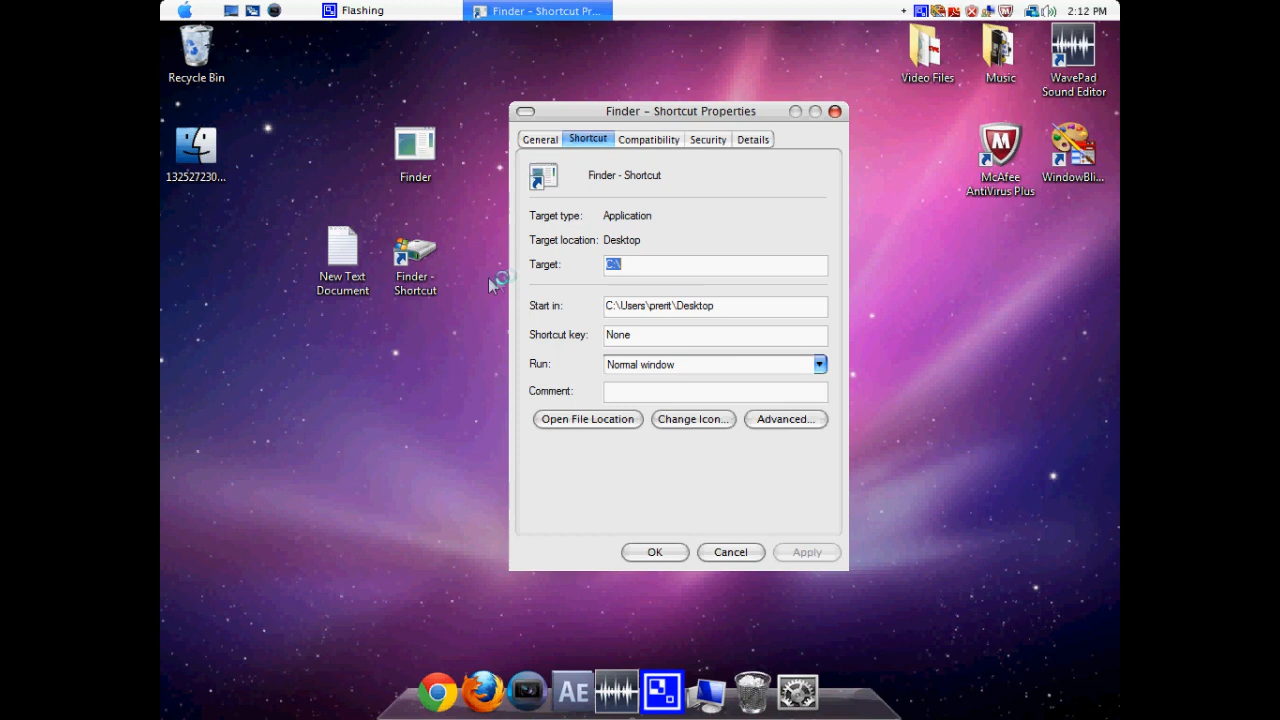 Flashing
Finder - Shortcut Pr...
+
2:12 PM
Recycle Bin
Video Files
Music
WavePad
Sound Editor
132527230...
Finder
McAfee
AntiVirus Plus
WindowBli...
New Text
Document
Finder -
Shortcut
Finder - Shortcut Properties
General
Shortcut
Compatibility
Security
Details
Finder - Shortcut
Target type: Application
Target location: Desktop
Target: C:\
Start in: C:\Users\prerit\Desktop
Shortcut key: None
Run: Normal window
Comment:
Open File Location
Change Icon...
Advanced...
OK
Cancel
Apply
AE